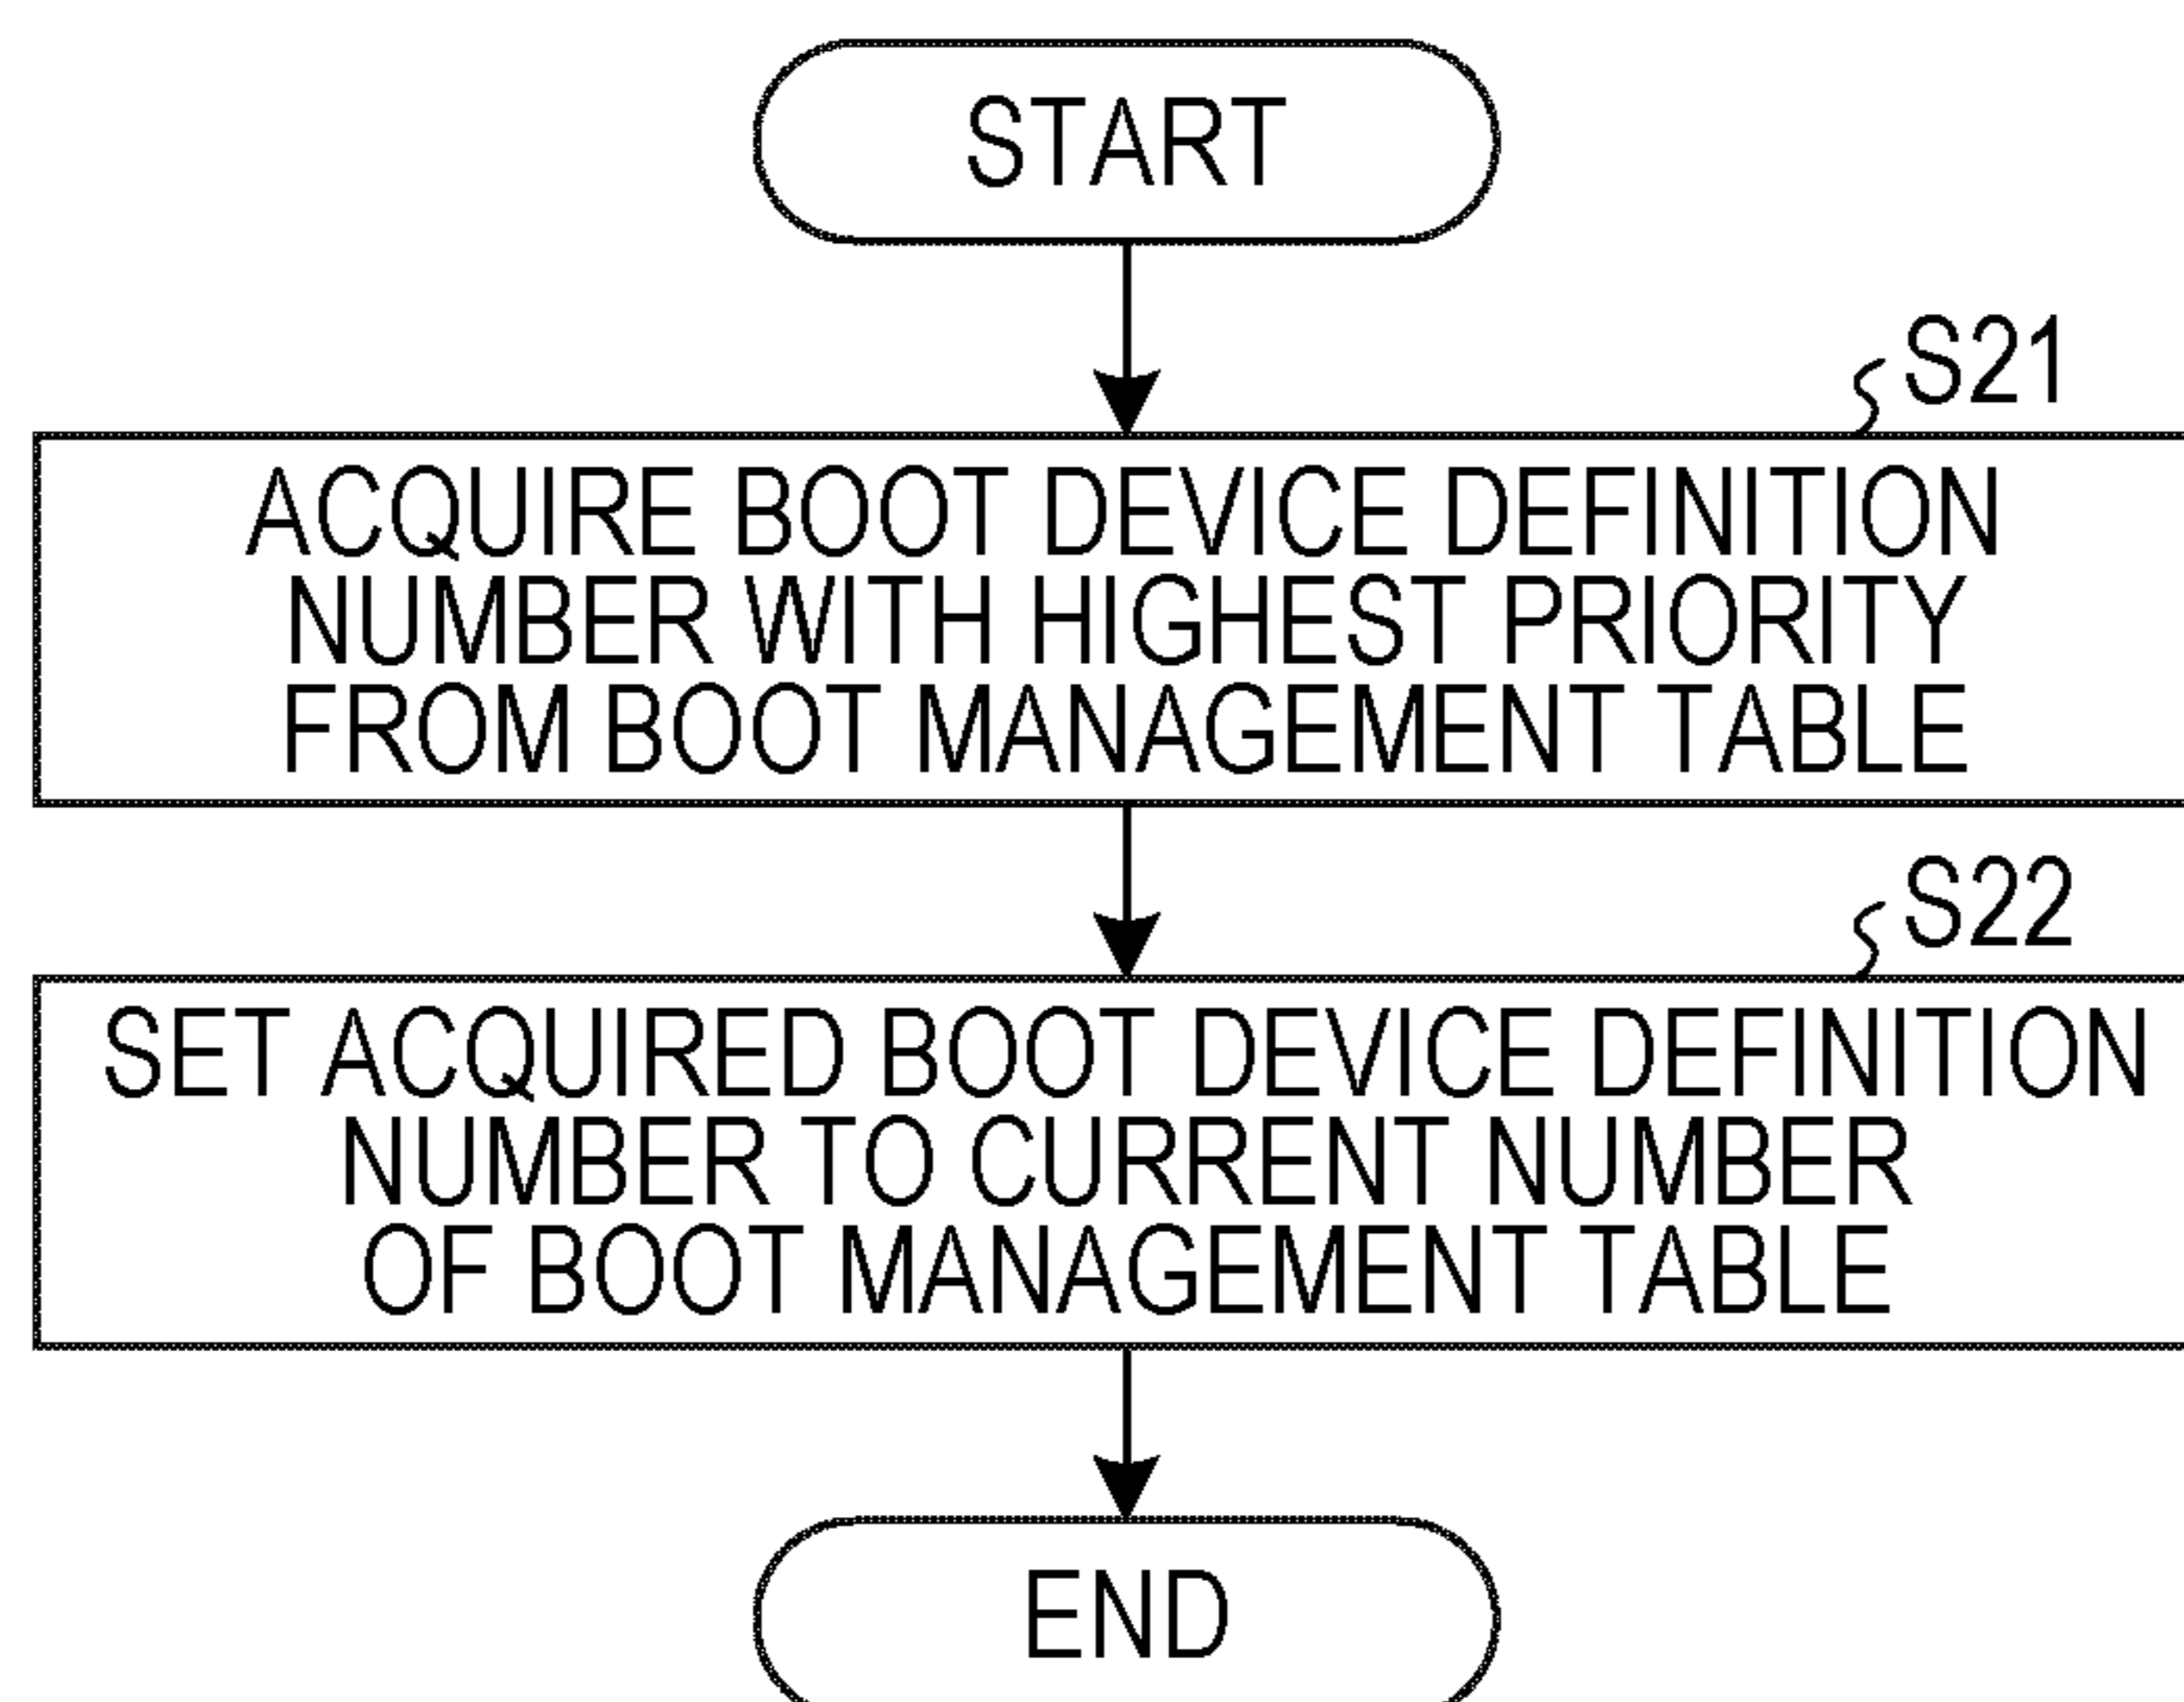 START
S21
ACQUIRE BOOT DEVICE DEFINITION
NUMBER WITH HIGHEST PRIORITY
FROM BOOT MANAGEMENT TABLE
S22
SET ACQUIRED BOOT DEVICE DEFINITION
NUMBER TO CURRENT NUMBER
OF BOOT MANAGEMENT TABLE
END